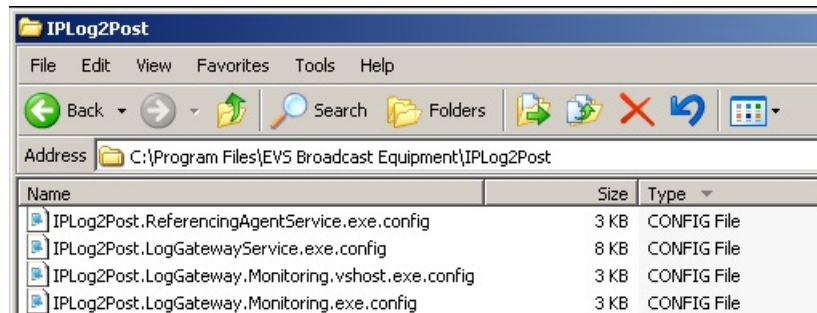 IPLog2Post
File Edit View Favorites Tools Help
Back Search Folders
Address C:\Program Files\EVS Broadcast Equipment\IPLog2Post
Name Size Type
IPLog2Post.ReferencingAgentService.exe.config 3 KB CONFIG File
IPLog2Post.LogGatewayService.exe.config 8 KB CONFIG File
IPLog2Post.LogGateway.Monitoring.vshost.exe.config 3 KB CONFIG File
IPLog2Post.LogGateway.Monitoring.exe.config 3 KB CONFIG File